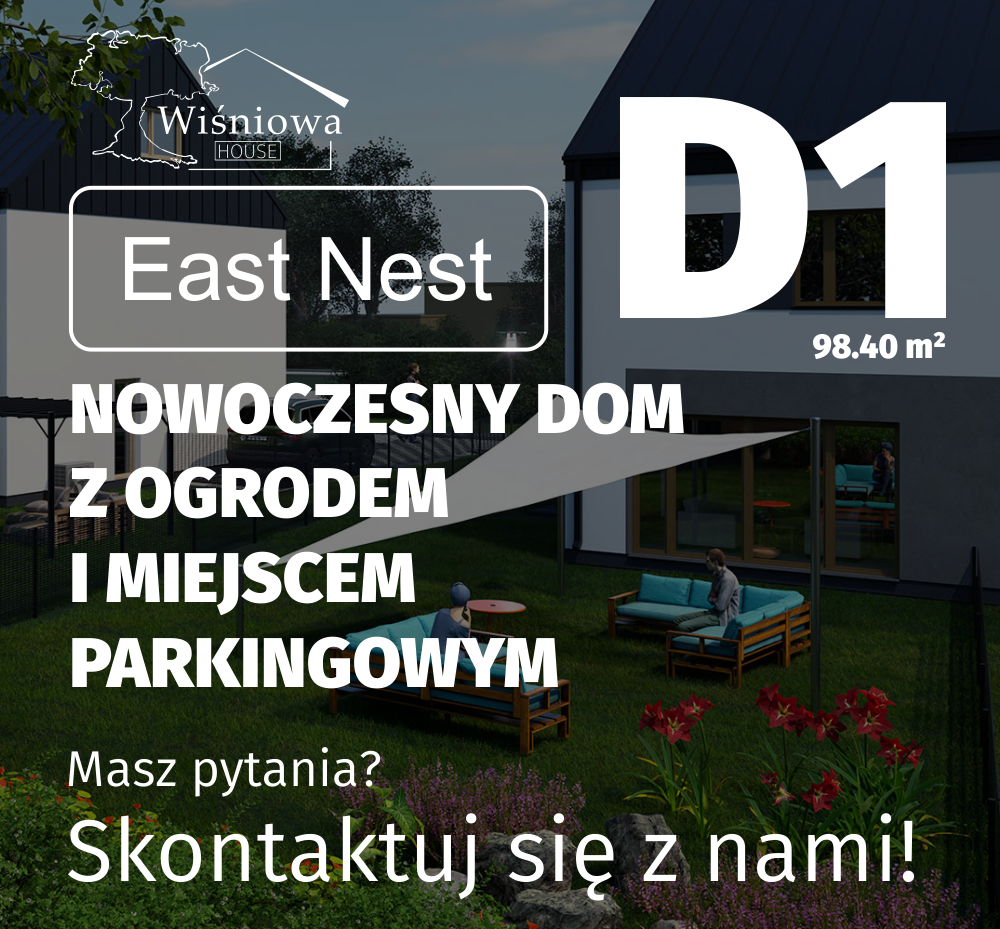 Wiśniowa
HOUSE
East Nest
D1
98.40 m²
NOWOCZESNY DOM
Z OGRODEM
I MIEJSCEM
PARKINGOWYM
Masz pytania?
Skontaktuj się z nami!